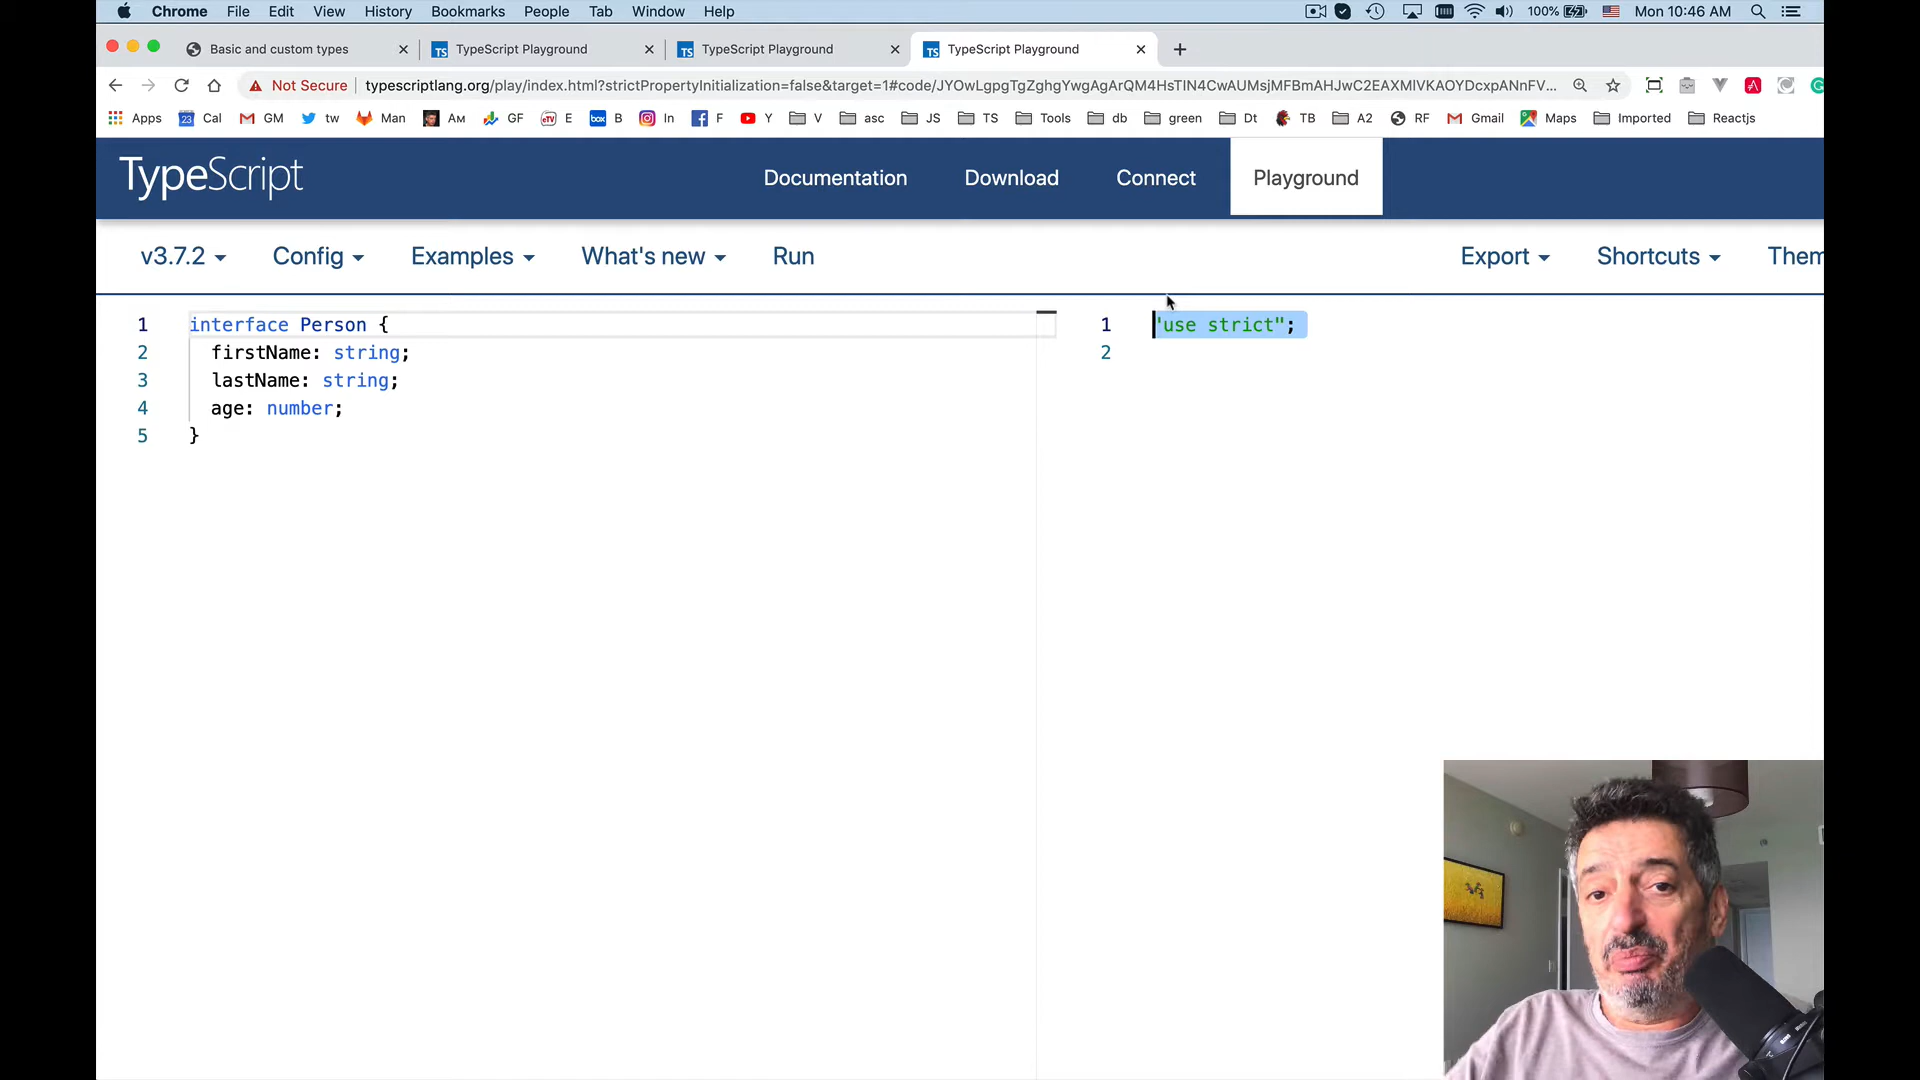 Chrome File Edit View History Bookmarks People Tab Window Help 100% Mon 10:46 AM
Basic and custom types TypeScript Playground TypeScript Playground TypeScript Playground
Not Secure typescriptlang.org/play/index.html?strictPropertyInitialization=false&target=1#code/JYOwLgpgTgZghgYwgAgArQM4HsTIN4CwAUMsjMFBmAHJwC2EAXMIVKAOYDcxpANnFV...
Apps 23 Cal GM tw Man Ам GF eTV E box B In F Y V asc JS TS Tools db green Dt TB A2 RF Gmail Maps Imported Reactjs
TypeScript Documentation Download Connect Playground
v3.7.2 Config Examples What's new Run Export Shortcuts Them
1 interface Person {
2 firstName: string;
3 lastName: string;
4 age: number;
5 }
1 "use strict";
2